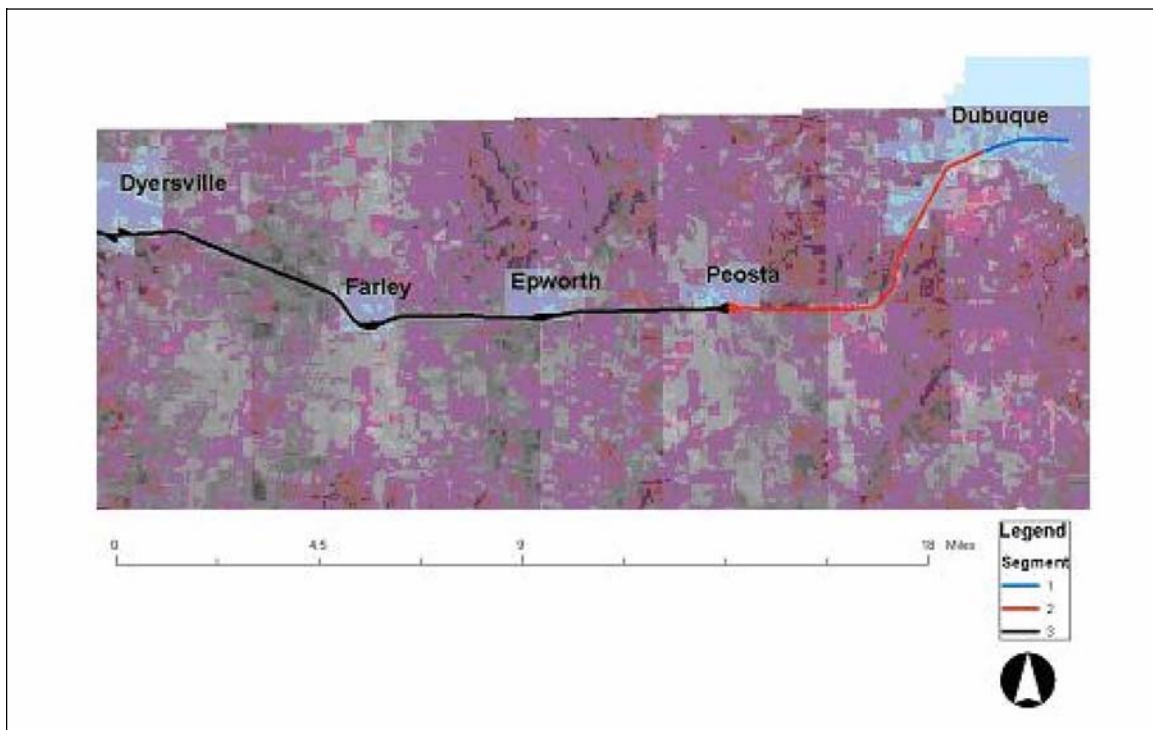 Dubuque
Dyersville
Farley
Epworth
Peosta
0 4.5 9 18 Miles
Legend
Segment
1
2
3